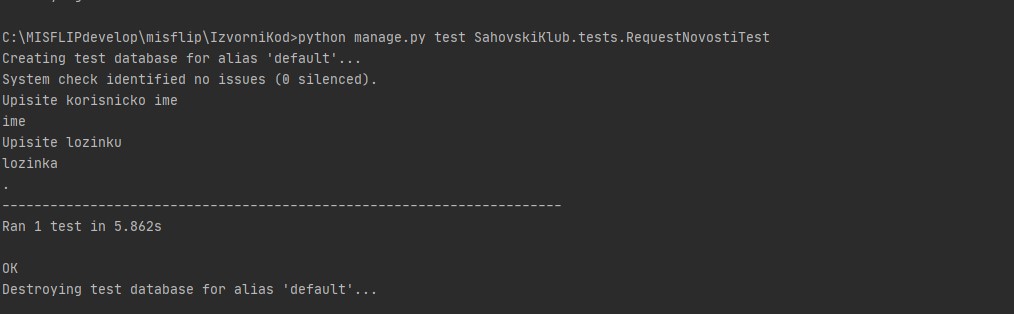 C:\MISFLIPdevelop\misflip\IzvorniKod>python manage.py test SahovskiKlub.tests.RequestNovostiTest
Creating test database for alias 'default'...
System check identified no issues (0 silenced).
Upisite korisnicko ime
ime
Upisite lozinku
lozinka
.
----------------------------------------------------------------------
Ran 1 test in 5.862s
OK
Destroying test database for alias 'default'...